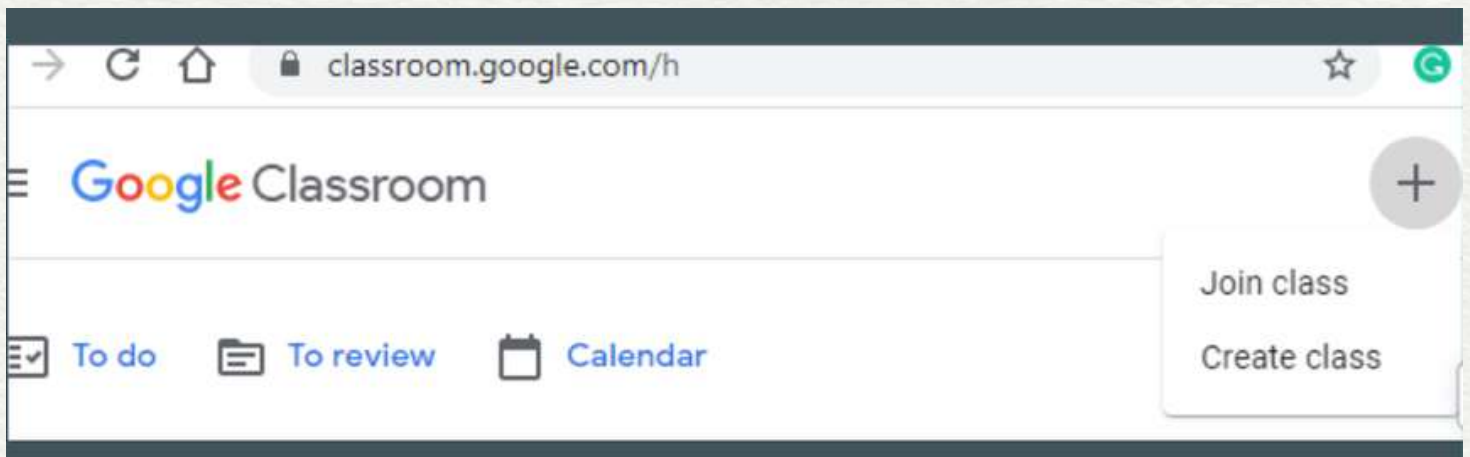 classroom.google.com/h
Google Classroom
Join class
Create class
To do To review Calendar